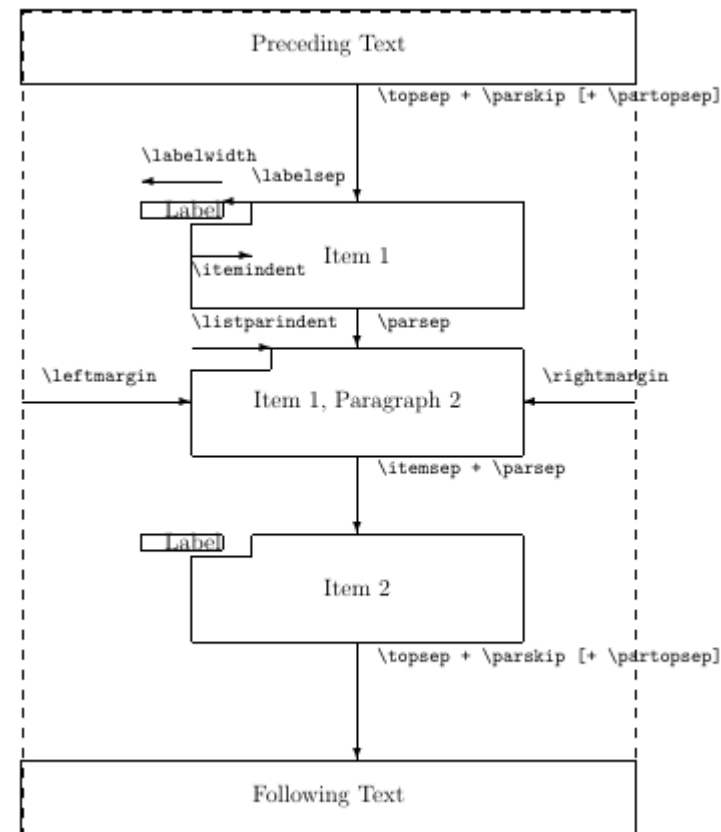 Preceding Text
\topsep + \parskip [+ \partopsep]
\labelwidth
\labelsep
Label
Item 1
\itemindent
\listparindent
\parsep
\leftmargin
\rightmargin
Item 1, Paragraph 2
\itemsep + \parsep
Label
Item 2
\topsep + \parskip [+ \partopsep]
Following Text